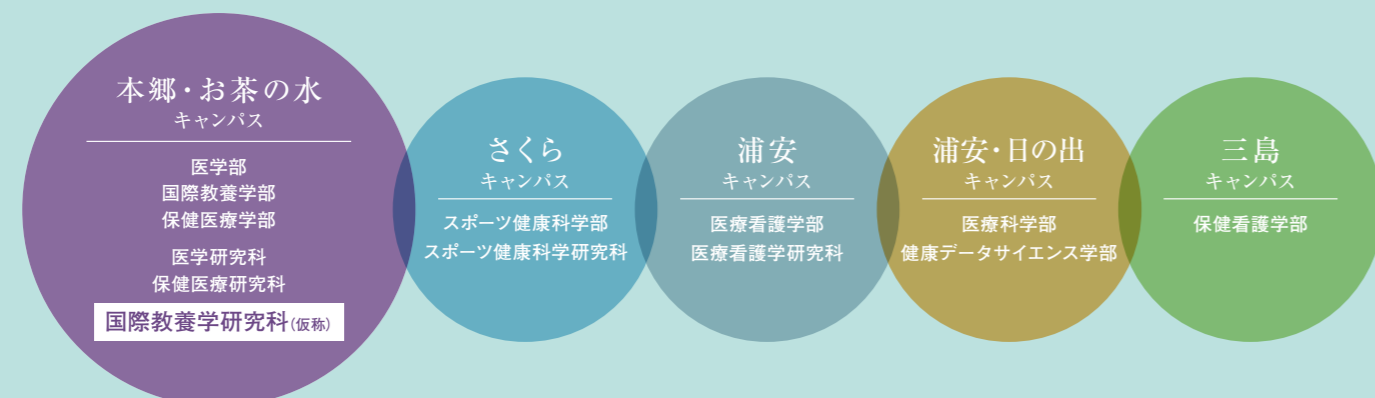 本郷・お茶の水
キャンパス
医学部
国際教養学部
保健医療学部
医学研究科
保健医療研究科
国際教養学研究科(仮称)
さくら
キャンパス
スポーツ健康科学部
スポーツ健康科学研究科
浦安
キャンパス
医療看護学部
医療看護学研究科
浦安・日の出
キャンパス
医療科学部
健康データサイエンス学部
三島
キャンパス
保健看護学部